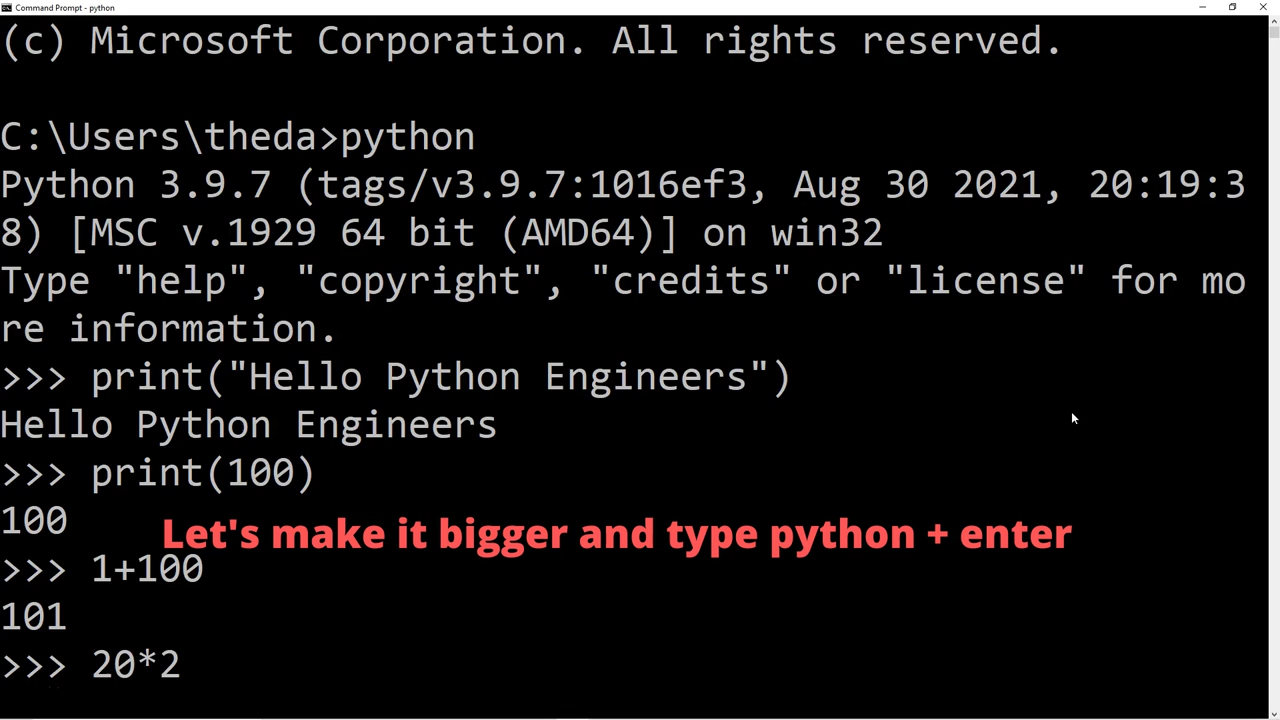 Command Prompt - python
(c) Microsoft Corporation. All rights reserved.
C:\Users\theda>python
Python 3.9.7 (tags/v3.9.7:1016ef3, Aug 30 2021, 20:19:3
8) [MSC v.1929 64 bit (AMD64)] on win32
Type "help", "copyright", "credits" or "license" for mo
re information.
>>> print("Hello Python Engineers")
Hello Python Engineers
>>> print(100)
100
Let's make it bigger and type python + enter
>>> 1+100
101
>>> 20*2